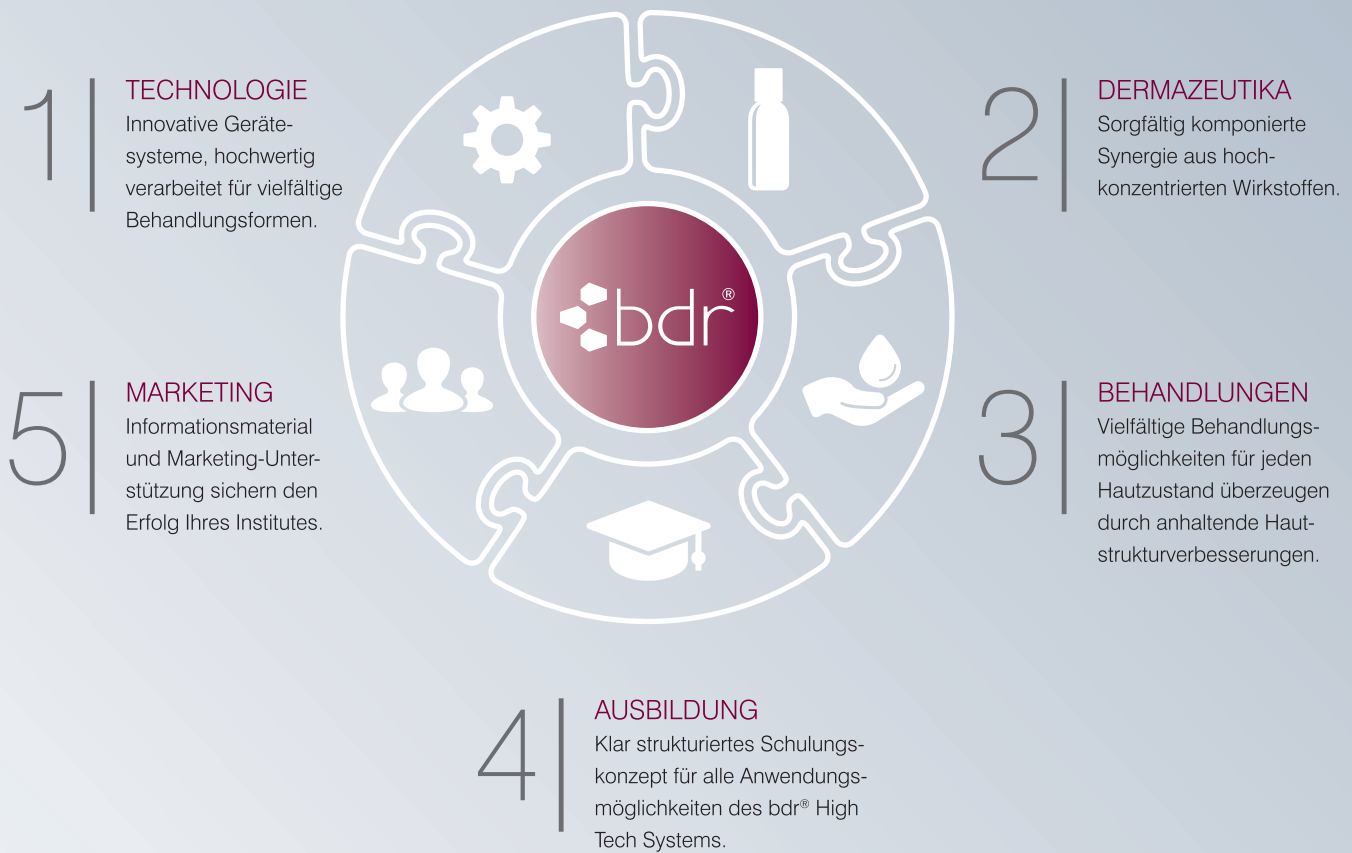 1
TECHNOLOGIE
Innovative Geräte-
systeme, hochwertig
verarbeitet für vielfältige
Behandlungsformen.
2
DERMAZEUTIKA
Sorgfältig komponierte
Synergie aus hoch-
konzentrierten Wirkstoffen.
bdr®
5
MARKETING
Informationsmaterial
und Marketing-Unter-
stützung sichern den
Erfolg Ihres Institutes.
3
BEHANDLUNGEN
Vielfältige Behandlungs-
möglichkeiten für jeden
Hautzustand überzeugen
durch anhaltende Haut-
strukturverbesserungen.
4
AUSBILDUNG
Klar strukturiertes Schulungs-
konzept für alle Anwendungs-
möglichkeiten des bdr® High
Tech Systems.